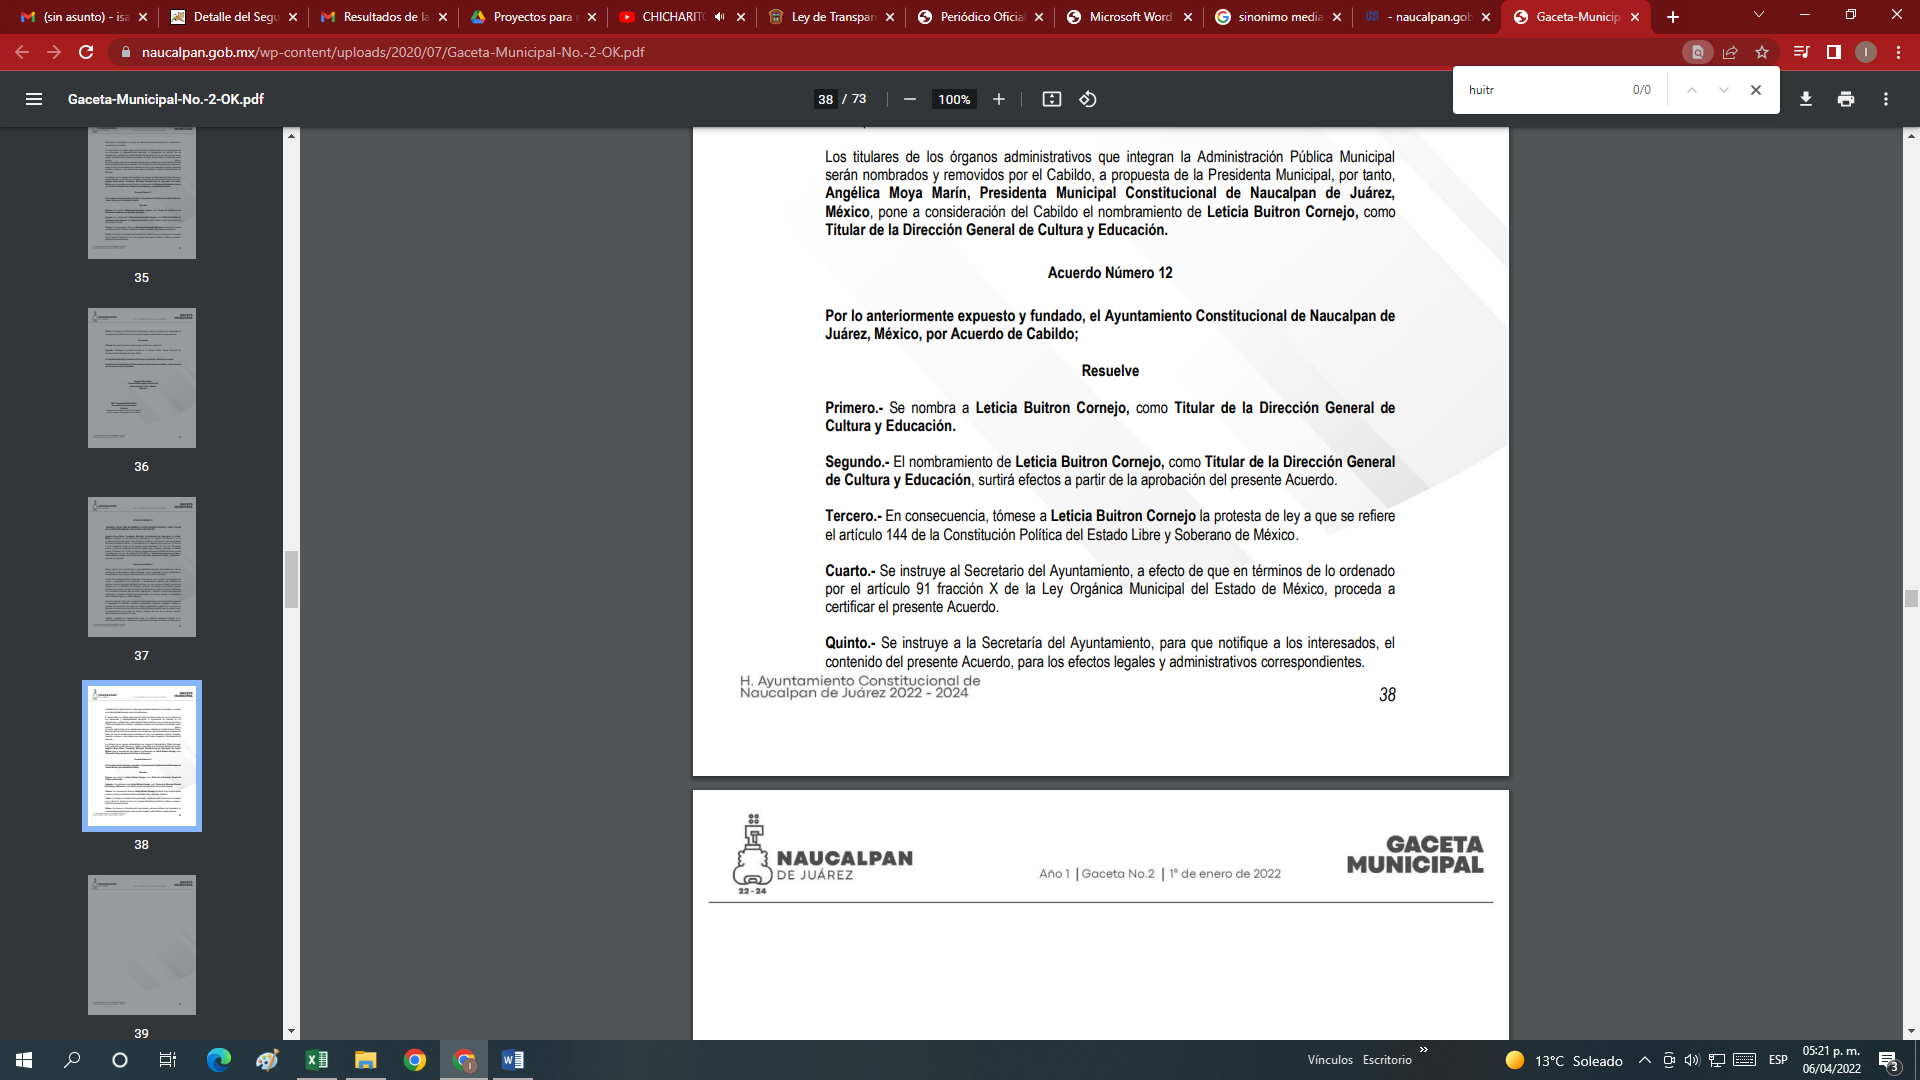 (sin asunto) - isa
Detalle del Segu
Resultados de la
Proyectos para
CHICHARITO
Ley de Transpan
Periódico Oficial
Microsoft Word
sinonimo media
- naucalpan.gob
Gaceta-Municip
naucalpan.gob.mx/wp-content/uploads/2020/07/Gaceta-Municipal-No.-2-OK.pdf
I
huitr 0/0
Gaceta-Municipal-No.-2-OK.pdf
38 / 73
100%
35
36
37
38
39
Los titulares de los órganos administrativos que integran la Administración Pública Municipal
serán nombrados y removidos por el Cabildo, a propuesta de la Presidenta Municipal, por tanto,
Angélica Moya Marín, Presidenta Municipal Constitucional de Naucalpan de Juárez,
México, pone a consideración del Cabildo el nombramiento de Leticia Buitron Cornejo, como
Titular de la Dirección General de Cultura y Educación.
Acuerdo Número 12
Por lo anteriormente expuesto y fundado, el Ayuntamiento Constitucional de Naucalpan de
Juárez, México, por Acuerdo de Cabildo;
Resuelve
Primero.- Se nombra a Leticia Buitron Cornejo, como Titular de la Dirección General de
Cultura y Educación.
Segundo.- El nombramiento de Leticia Buitron Cornejo, como Titular de la Dirección General
de Cultura y Educación, surtirá efectos a partir de la aprobación del presente Acuerdo.
Tercero.- En consecuencia, tómese a Leticia Buitron Cornejo la protesta de ley a que se refiere
el artículo 144 de la Constitución Política del Estado Libre y Soberano de México.
Cuarto.- Se instruye al Secretario del Ayuntamiento, a efecto de que en términos de lo ordenado
por el artículo 91 fracción X de la Ley Orgánica Municipal del Estado de México, proceda a
certificar el presente Acuerdo.
Quinto.- Se instruye a la Secretaría del Ayuntamiento, para que notifique a los interesados, el
contenido del presente Acuerdo, para los efectos legales y administrativos correspondientes.
H. Ayuntamiento Constitucional de
Naucalpan de Juárez 2022 - 2024
38
NAUCALPAN
DE JUÁREZ
22 - 24
Año 1 | Gaceta No.2 | 1º de enero de 2022
GACETA
MUNICIPAL
Vínculos Escritorio »
13°C Soleado
ESP
05:21 p. m.
06/04/2022
3